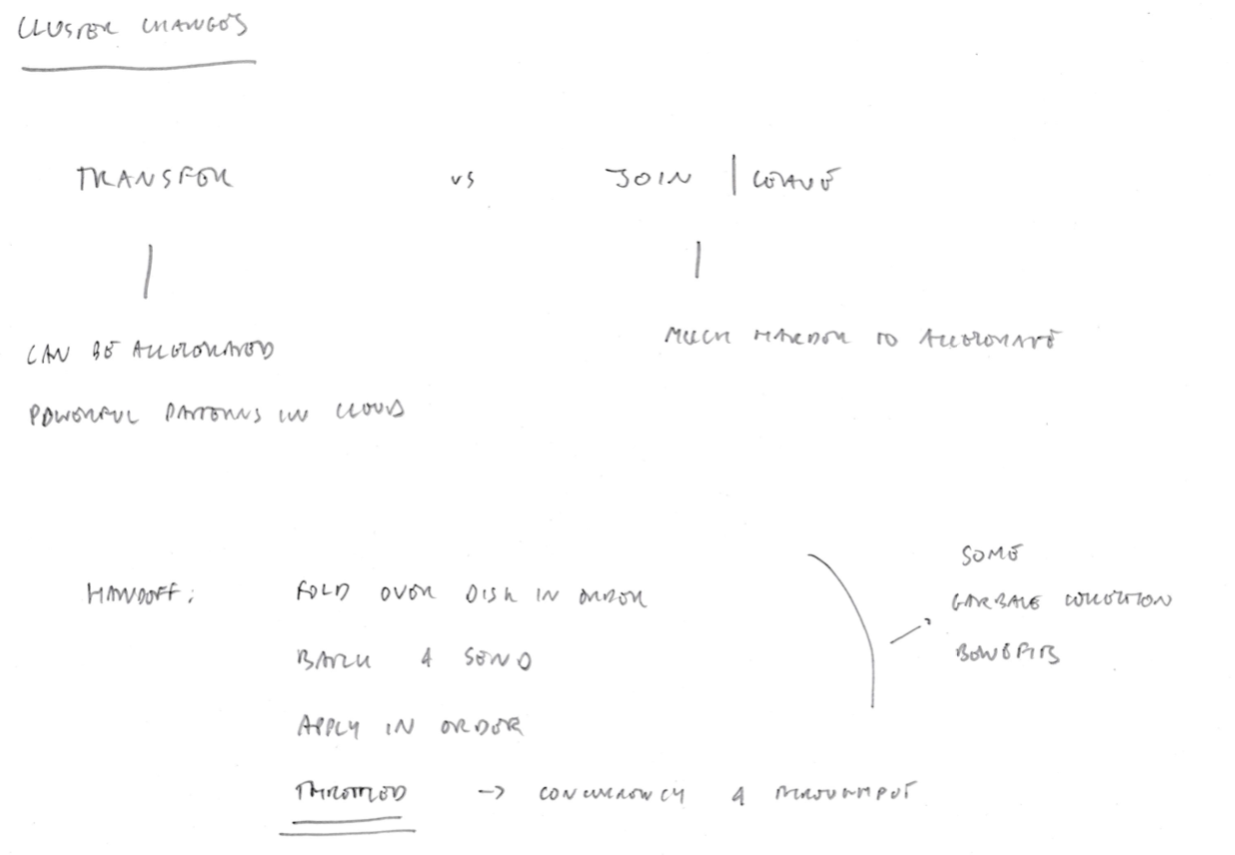 CLUSTER CHANGES
TRANSFER vs JOIN | LEAVE
CAN BE ACCELERATED
MUCH HARDER TO ACCELERATE
POWERFUL PATTERNS IN CLOUD
HANDOFF: FOLD OVER DISK IN ORDER
BATCH & SEND
APPLY IN ORDER
THROTTLED -> CONCURRENCY & THROUGHPUT
SOME
GARBAGE COLLECTION
BENEFITS